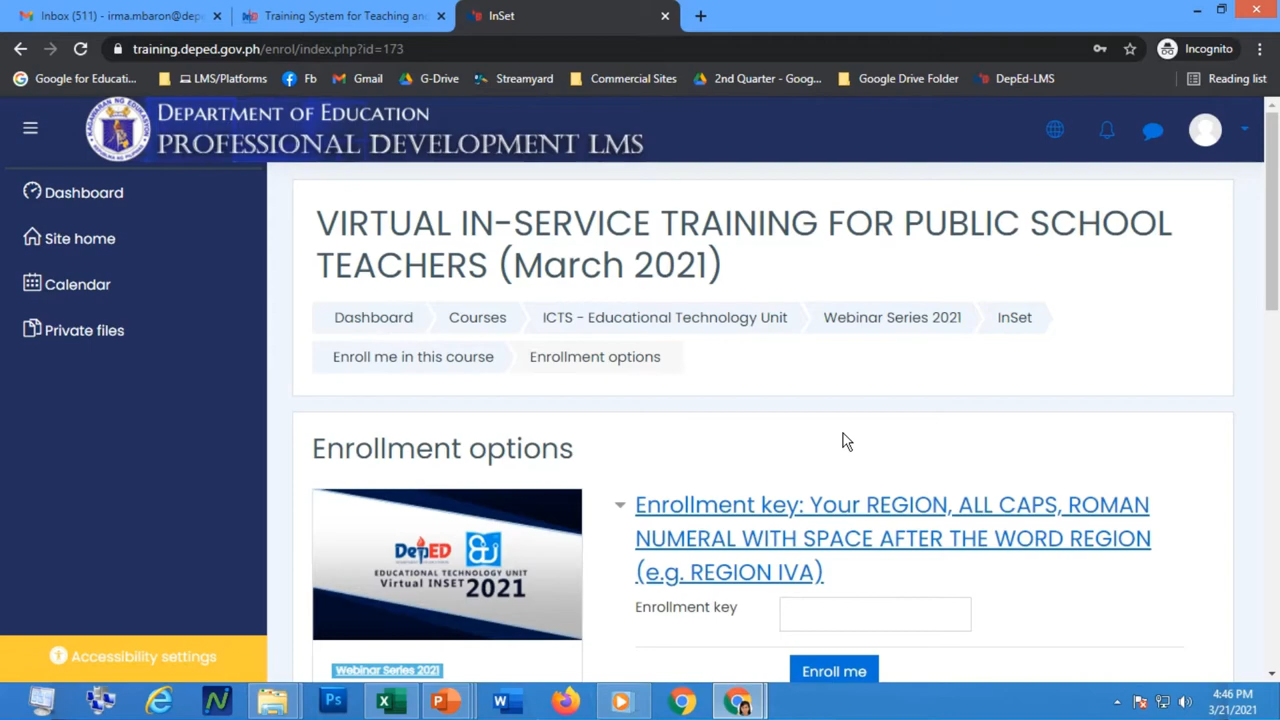 Inbox (511) - irma.mbaron@depe
Training System for Teaching and
InSet
training.deped.gov.ph/enrol/index.php?id=173
Incognito
Google for Educati...
LMS/Platforms
Fb
Gmail
G-Drive
Streamyard
Commercial Sites
2nd Quarter - Goog...
Google Drive Folder
DepEd-LMS
Reading list
DEPARTMENT OF EDUCATION
PROFESSIONAL DEVELOPMENT LMS
Dashboard
Site home
Calendar
Private files
Accessibility settings
VIRTUAL IN-SERVICE TRAINING FOR PUBLIC SCHOOL
TEACHERS (March 2021)
Dashboard
Courses
ICTS - Educational Technology Unit
Webinar Series 2021
InSet
Enroll me in this course
Enrollment options
Enrollment options
DepED
EDUCATIONAL TECHNOLOGY UNIT
Virtual INSET 2021
Webinar Series 2021
Enrollment key: Your REGION, ALL CAPS, ROMAN
NUMERAL WITH SPACE AFTER THE WORD REGION
(e.g. REGION IVA)
Enrollment key
Enroll me
4:46 PM
3/21/2021